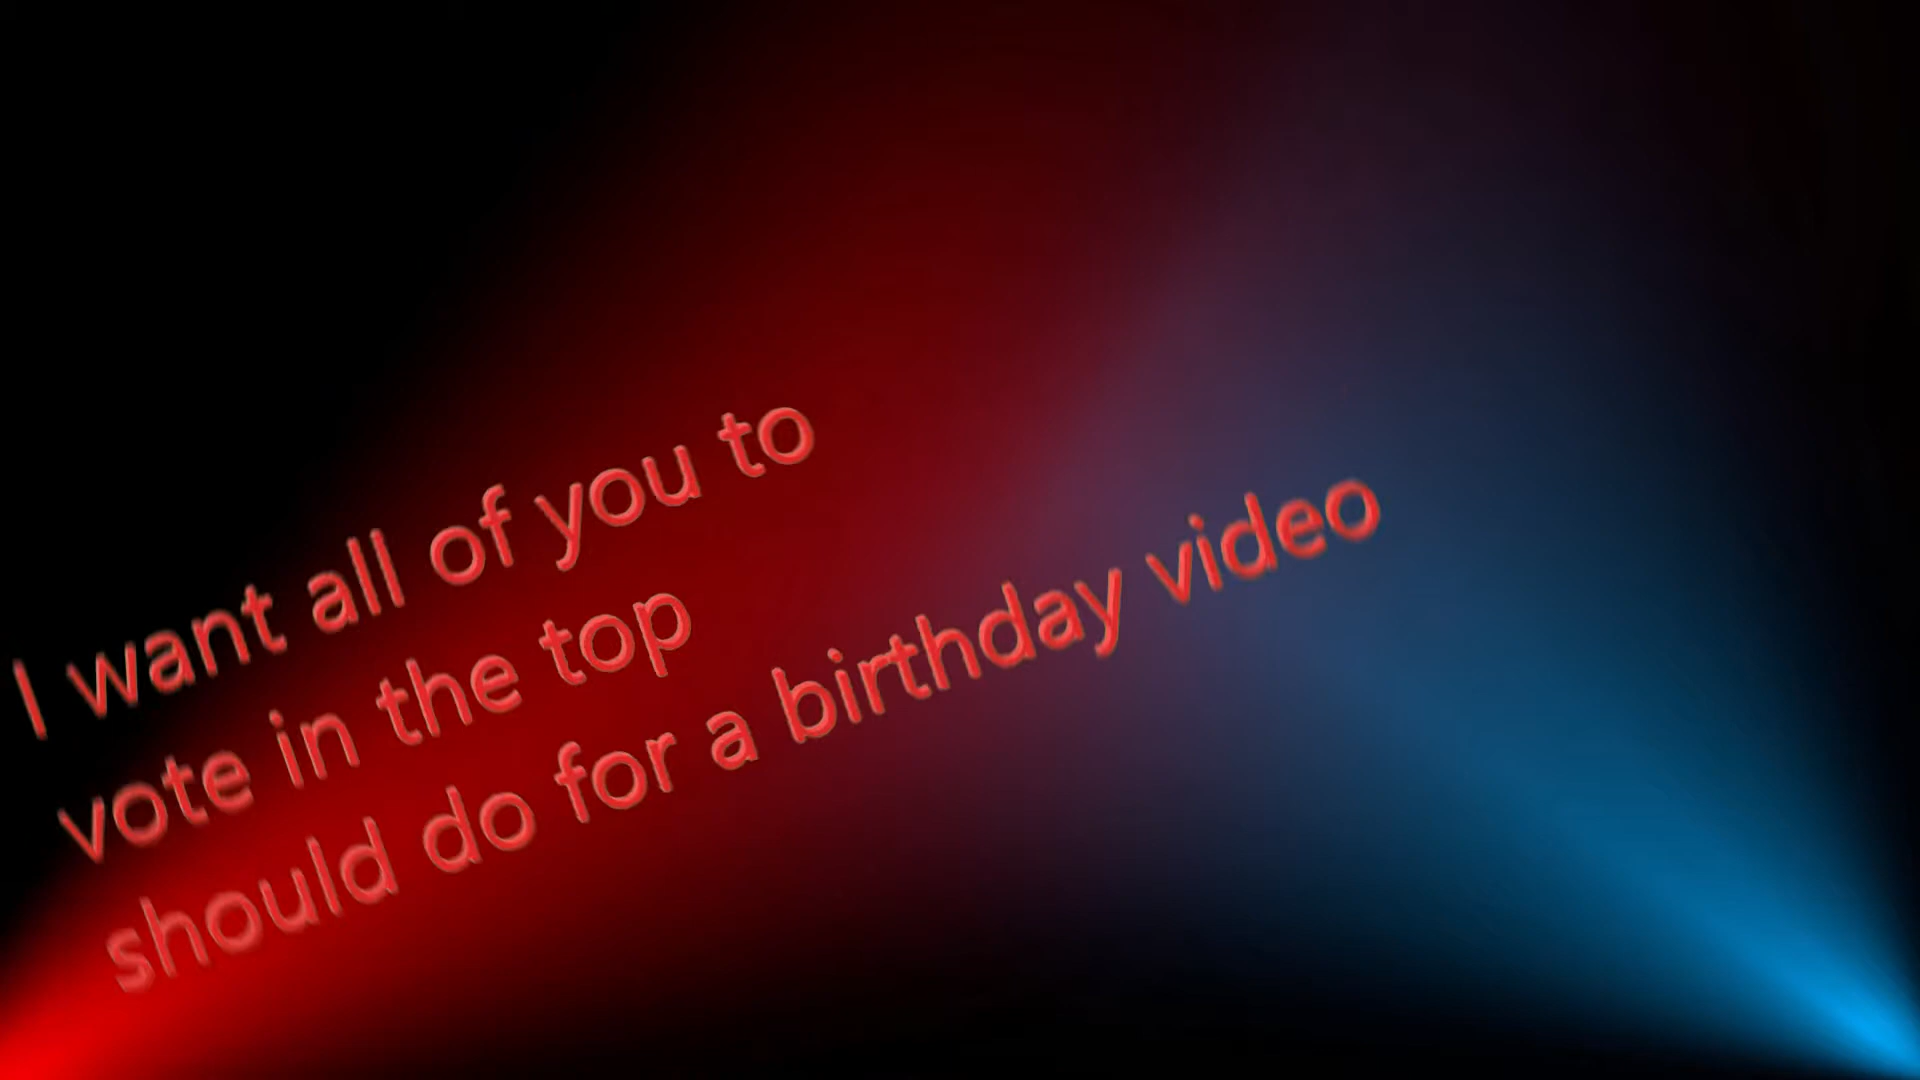 I want all of you to
vote in the top
should do for a birthday video